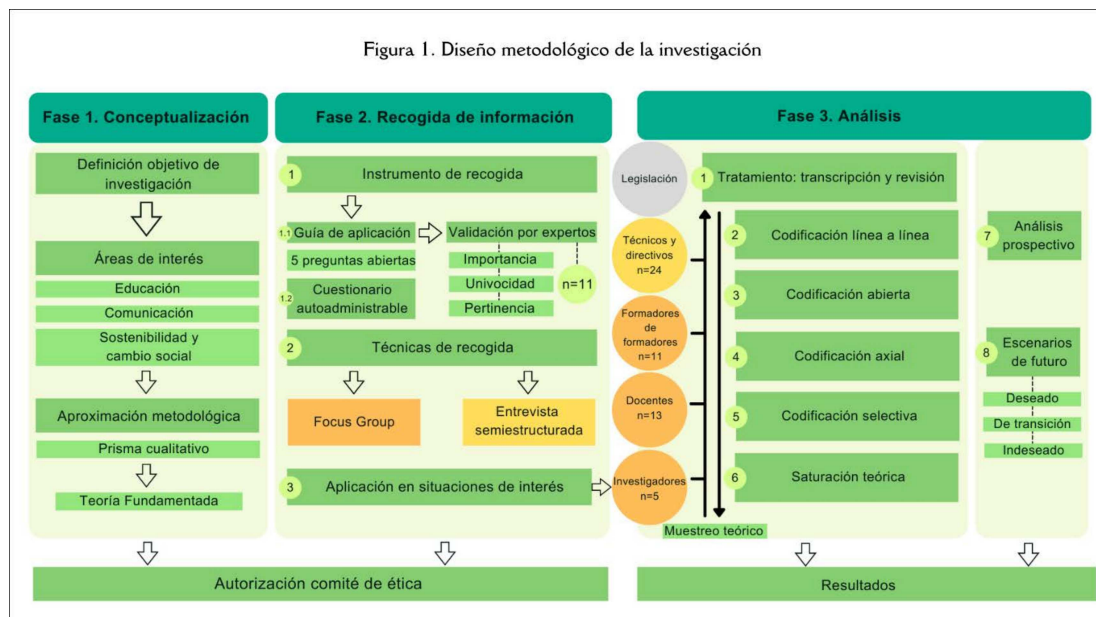 Figura 1. Diseño metodológico de la investigación
Fase 1. Conceptualización
Definición objetivo de
investigación
Áreas de interés
Educación
Comunicación
Sostenibilidad y
cambio social
Aproximación metodológica
Prisma cualitativo
Teoría Fundamentada
Fase 2. Recogida de información
1
Instrumento de recogida
1.1
Guía de aplicación
5 preguntas abiertas
1.2
Cuestionario
autoadministrable
Validación por expertos
Importancia
Univocidad
Pertinencia
n=11
2
Técnicas de recogida
Focus Group
Entrevista
semiestructurada
3
Aplicación en situaciones de interés
Autorización comité de ética
Fase 3. Análisis
Legislación
Técnicos y
directivos
n=24
Formadores
de
formadores
n=11
Docentes
n=13
Investigadores
n=5
1
Tratamiento: transcripción y revisión
2
Codificación línea a línea
3
Codificación abierta
4
Codificación axial
5
Codificación selectiva
6
Saturación teórica
Muestreo teórico
7
Análisis
prospectivo
8
Escenarios
de futuro
Deseado
De transición
Indeseado
Resultados